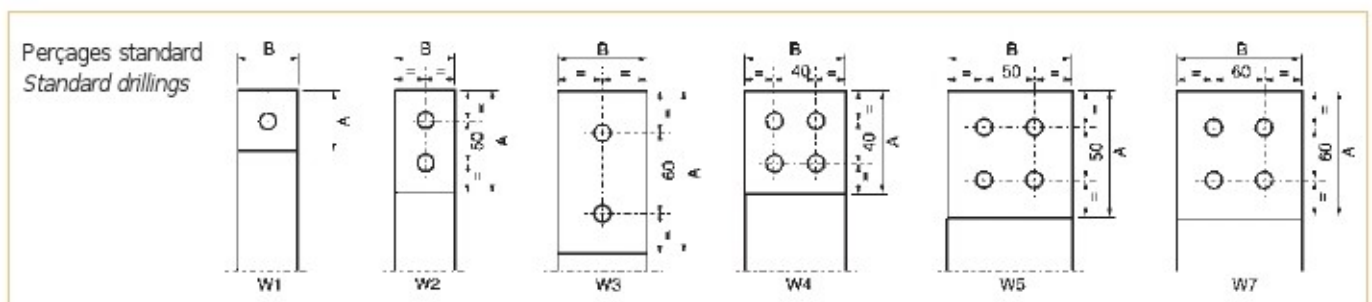 Perçages standard
Standard drillings
B
A
W1
B
= =
=
50
=
A
W2
B
= =
=
60
=
A
W3
B
= 40 =
=
40
=
A
W4
B
= 50 =
=
50
=
A
W5
B
= 60 =
=
60
=
A
W7